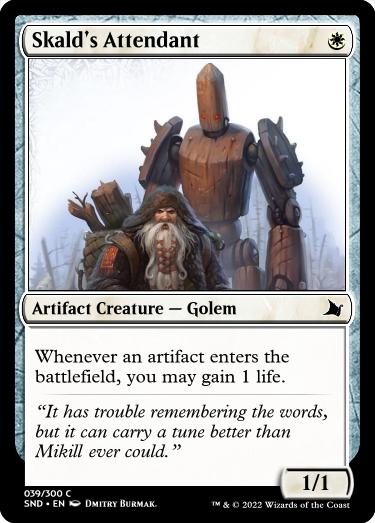 Skald's Attendant
Artifact Creature — Golem
Whenever an artifact enters the
battlefield, you may gain 1 life.
“It has trouble remembering the words,
but it can carry a tune better than
Mikill ever could.”
1/1
039/300 C
SND • EN Dmitry Burmak.
™ & © 2022 Wizards of the Coast